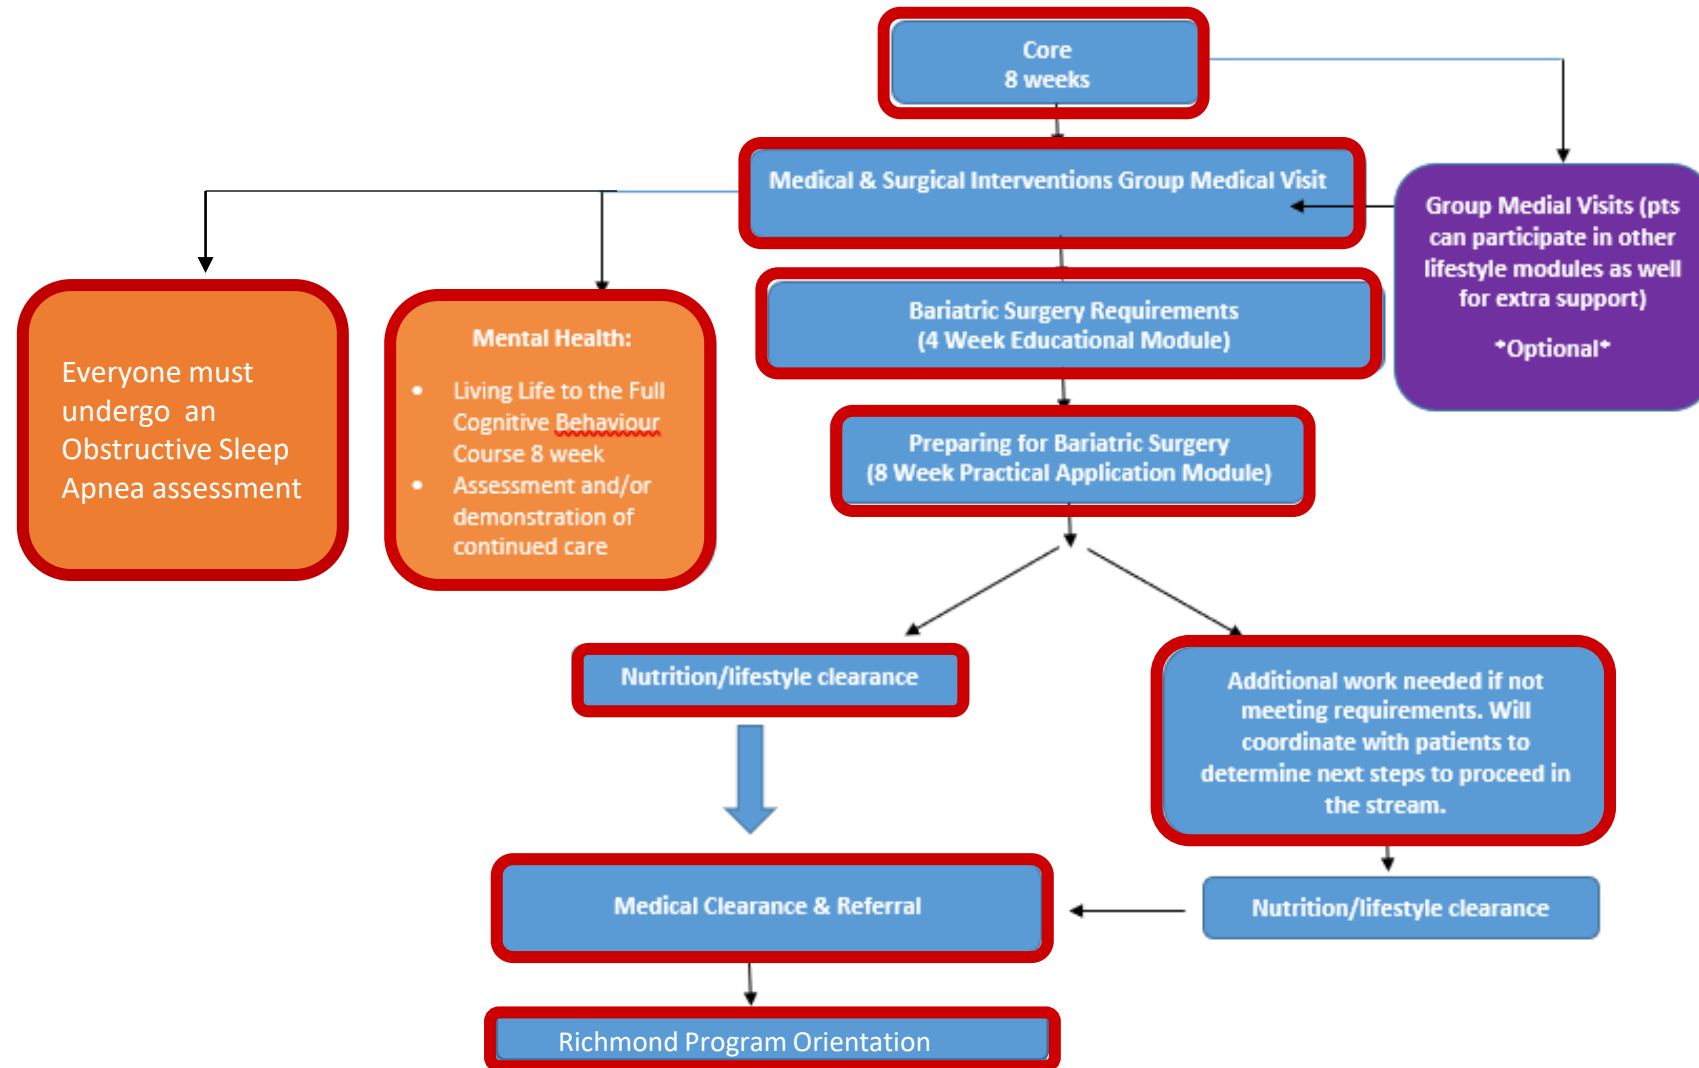 Core
8 weeks
Medical & Surgical Interventions Group Medical Visit
Group Medial Visits (pts
can participate in other
lifestyle modules as well
for extra support)
*Optional*
Bariatric Surgery Requirements
(4 Week Educational Module)
Everyone must
undergo an
Obstructive Sleep
Apnea assessment
Mental Health:
• Living Life to the Full
Cognitive Behaviour
Course 8 week
• Assessment and/or
demonstration of
continued care
Preparing for Bariatric Surgery
(8 Week Practical Application Module)
Nutrition/lifestyle clearance
Additional work needed if not
meeting requirements. Will
coordinate with patients to
determine next steps to proceed in
the stream.
Medical Clearance & Referral
Nutrition/lifestyle clearance
Richmond Program Orientation